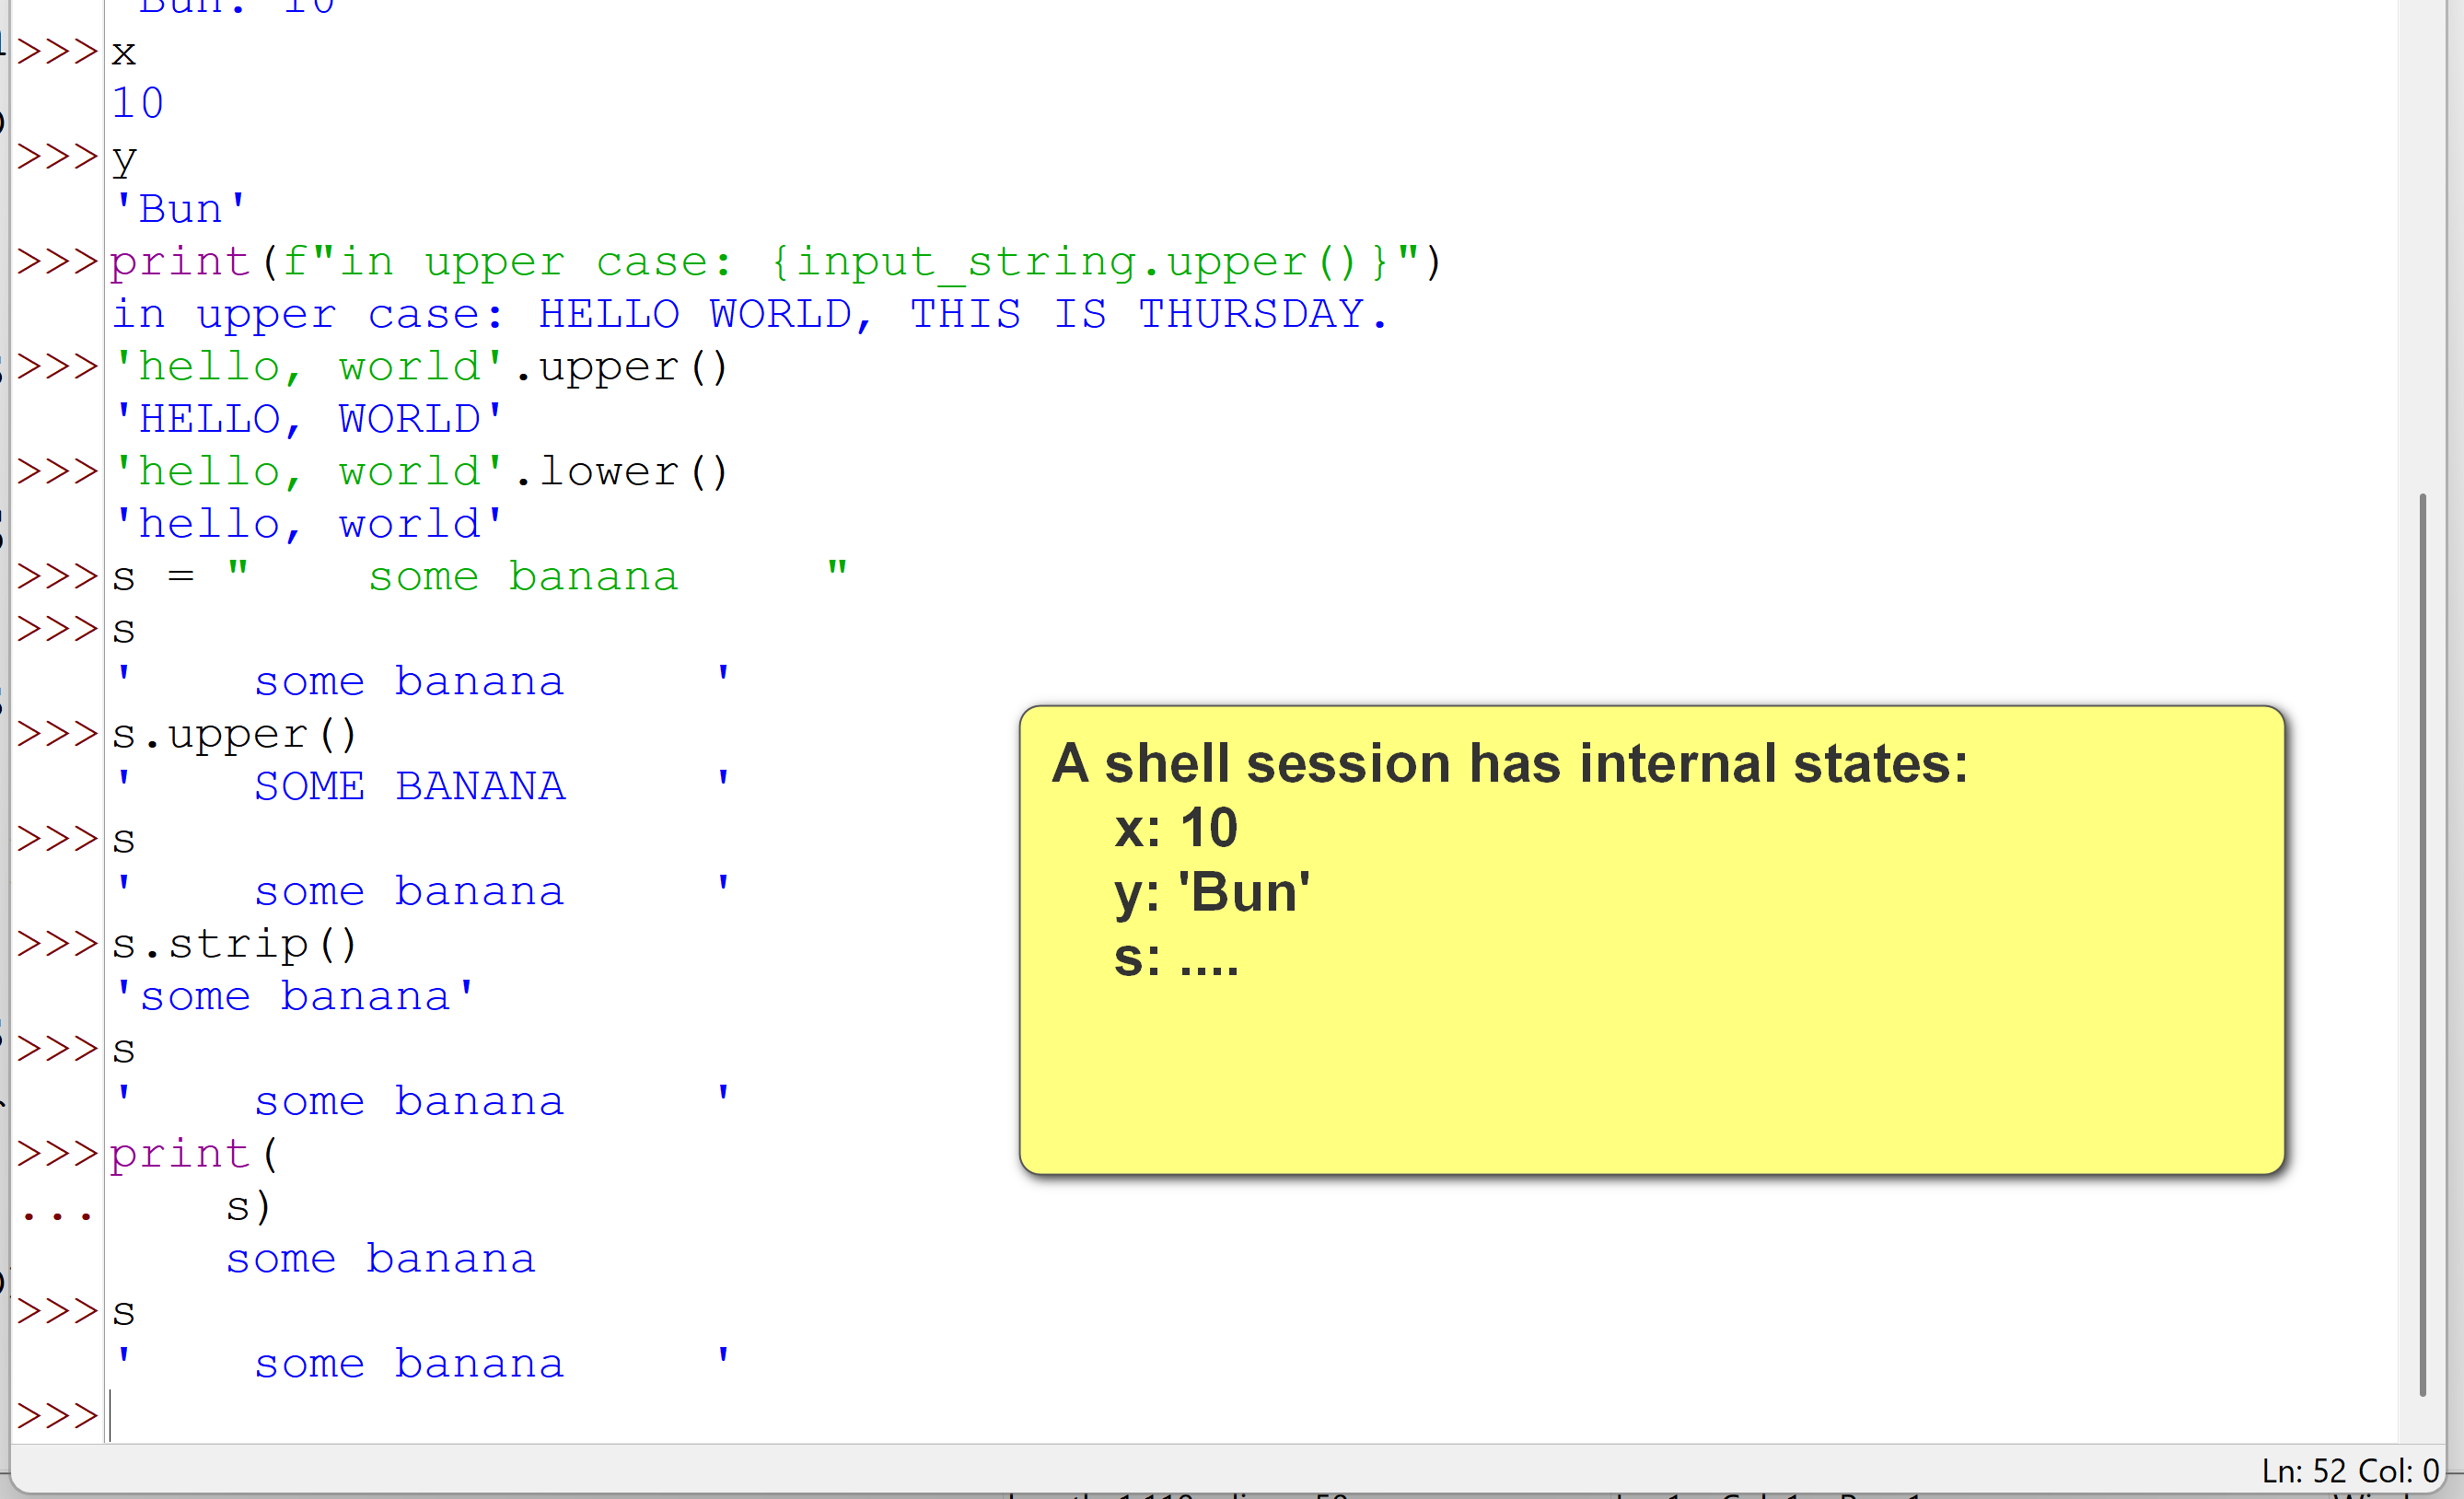 'Bun: 10
>>> x
10
>>> y
'Bun'
>>> print(f"in upper case: {input_string.upper()}")
in upper case: HELLO WORLD, THIS IS THURSDAY.
>>> 'hello, world'.upper()
'HELLO, WORLD'
>>> 'hello, world'.lower()
'hello, world'
>>> s = "    some banana     "
>>> s
'    some banana     '
>>> s.upper()
'    SOME BANANA     '
>>> s
'    some banana     '
>>> s.strip()
'some banana'
>>> s
'    some banana     '
>>> print(
...     s)
    some banana
>>> s
'    some banana     '
>>>
A shell session has internal states:
x: 10
y: 'Bun'
s: ....
Ln: 52 Col: 0